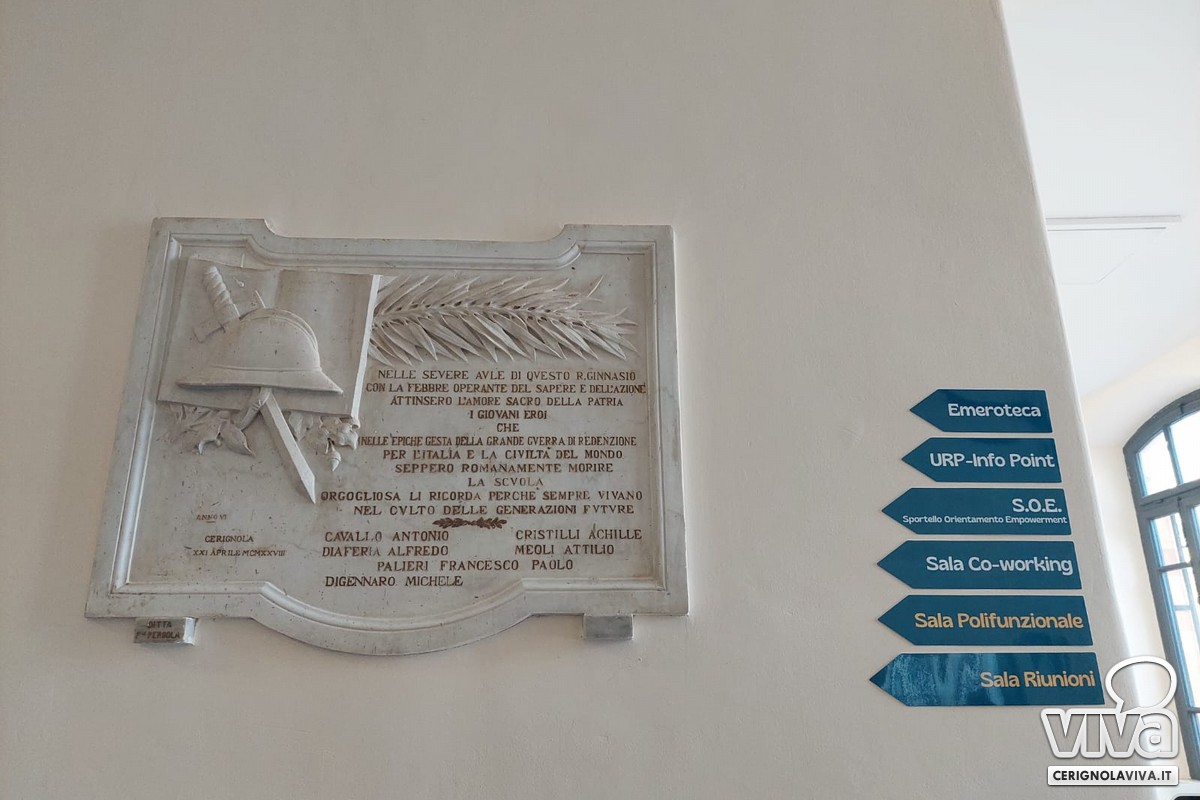 NELLE SEVERE AVLE DI QVESTO R. GINNASIO
CON LA FEBBRE OPERANTE DEL SAPERE E DELL'AZIONE
ATTINSERO L'AMORE SACRO DELLA PATRIA
I GIOVANI EROI
CHE
NELLE EPICHE GESTA DELLA GRANDE GVERRA DI REDENZIONE
PER L'ITALIA E LA CIVILTÀ DEL MONDO
SEPPERO ROMANAMENTE MORIRE
LA SCVOLA
ORGOGLIOSA LI RICORDA PERCHE SEMPRE VIVANO
NEL CVLTO DELLE GENERAZIONI FVTVRE
ANNO VI
CERIGNOLA
XXI APRILE MCMXXVIII
CAVALLO ANTONIO CRISTILLI ACHILLE
DIAFERIA ALFREDO MEOLI ATTILIO
PALIERI FRANCESCO PAOLO
DIGENNARO MICHELE
DITTA
PERGOLA
Emeroteca
URP-Info Point
S.O.E.
Sportello Orientamento Empowerment
Sala Co-working
Sala Polifunzionale
Sala Riunioni
viva
CERIGNOLAVIVA.IT